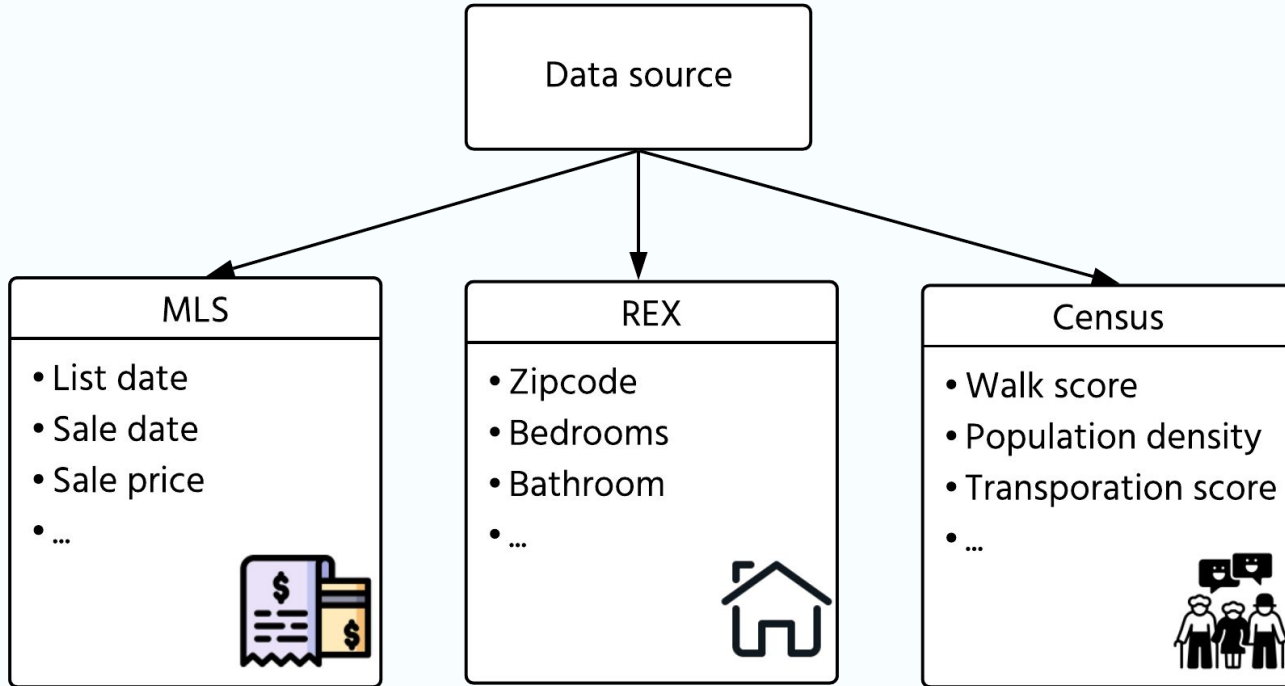 Data source
MLS
• List date
• Sale date
• Sale price
• ...
$
$
REX
• Zipcode
• Bedrooms
• Bathroom
• ...
Census
• Walk score
• Population density
• Transporation score
• ...